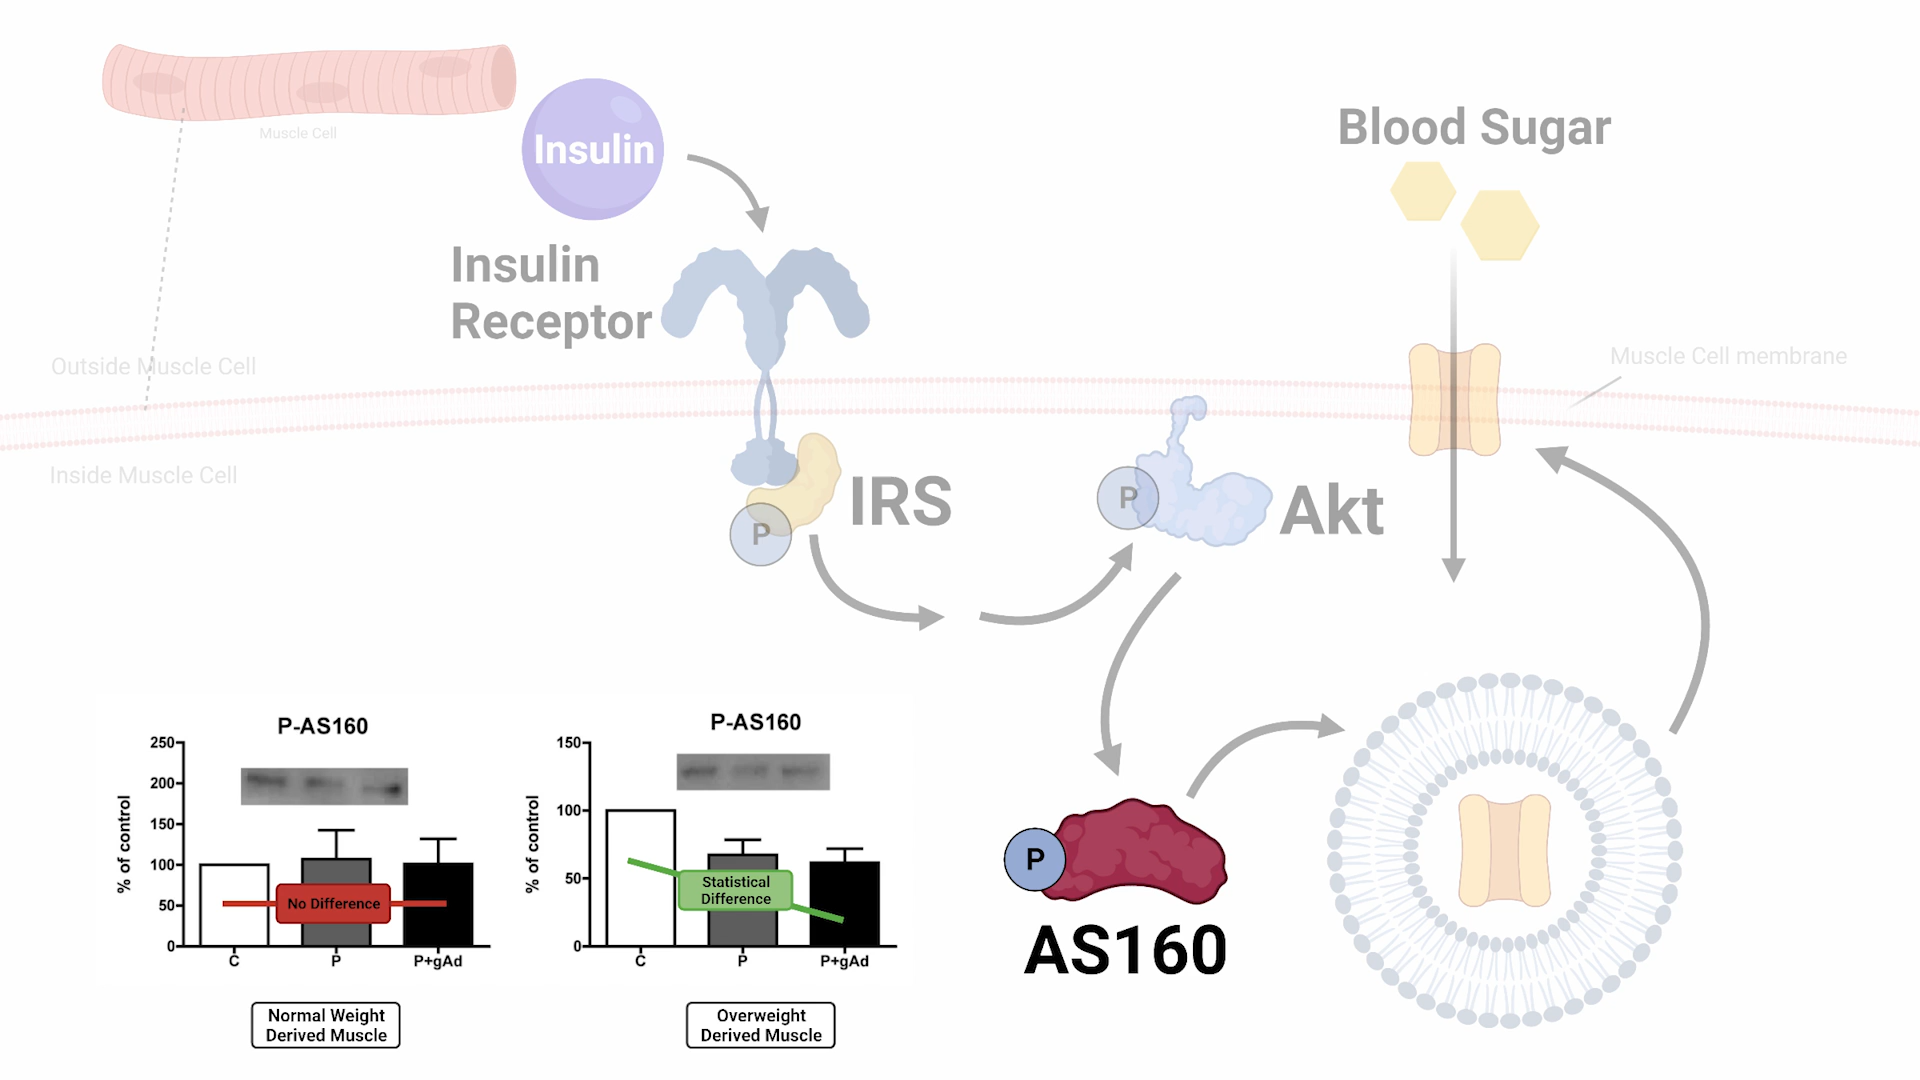 Muscle Cell
Insulin
Blood Sugar
Insulin
Receptor
Outside Muscle Cell
Muscle Cell membrane
Inside Muscle Cell
P
IRS
P
Akt
P-AS160
250
200
150
100
50
0
% of control
No Difference
C
P
P+gAd
Normal Weight
Derived Muscle
P-AS160
150
100
50
0
% of control
Statistical
Difference
C
P
P+gAd
Overweight
Derived Muscle
P
AS160